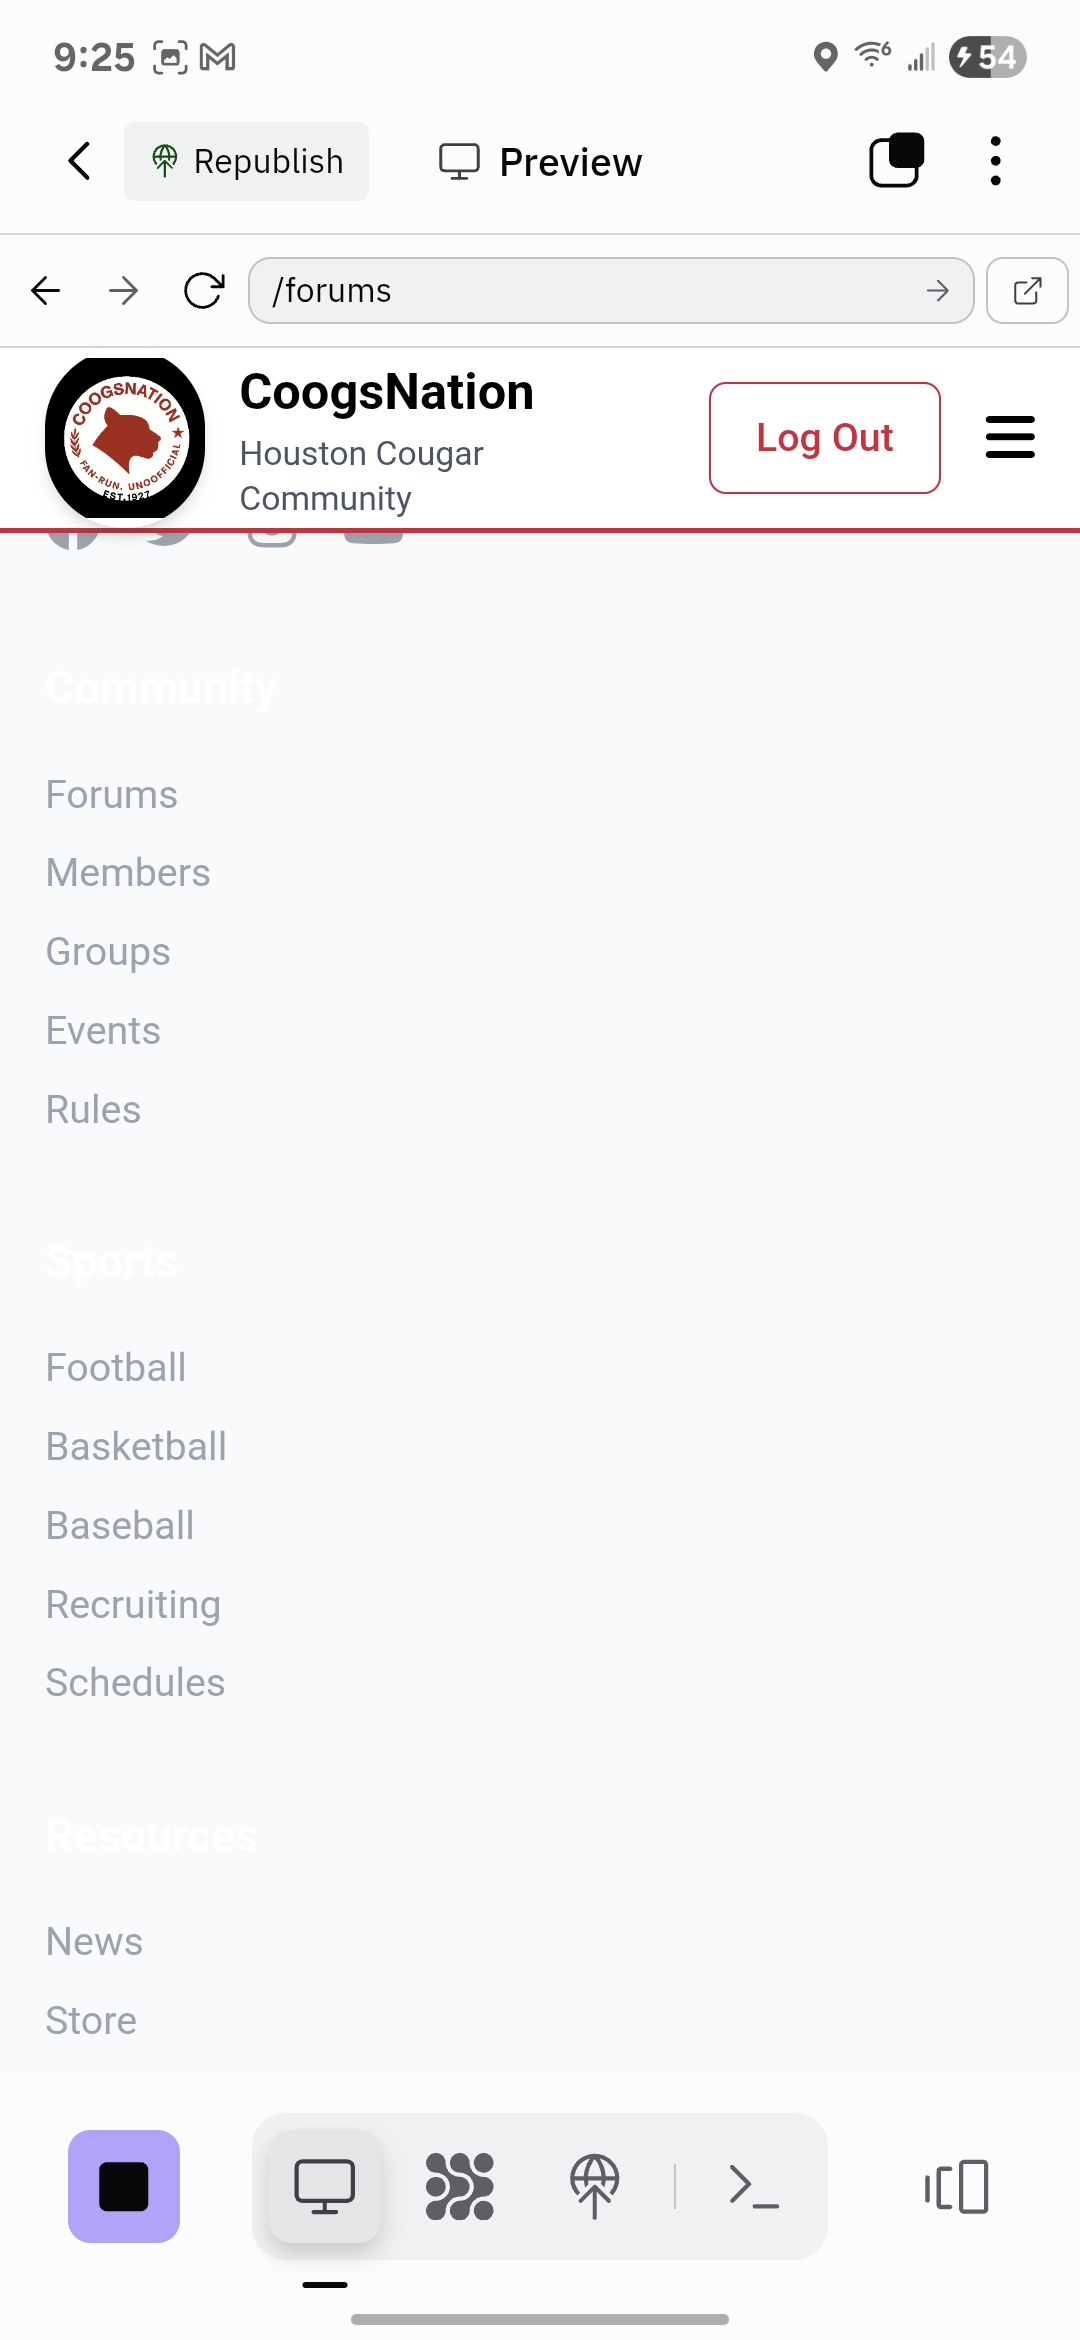 9:25
6
54
Republish
Preview
/forums
COOGSNATION
FAN-RUN. UNOFFICIAL
EST.1927
CoogsNation
Houston Cougar
Community
Log Out
Community
Forums
Members
Groups
Events
Rules
Sports
Football
Basketball
Baseball
Recruiting
Schedules
Resources
News
Store